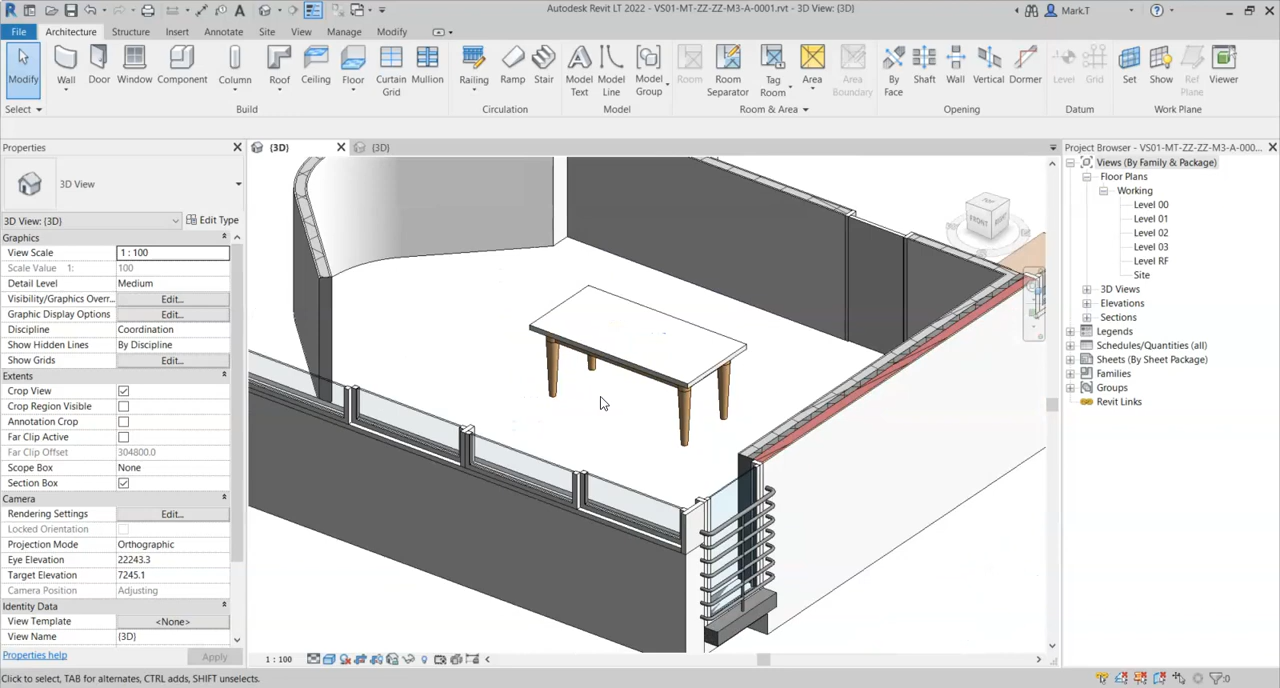 Autodesk Revit LT 2022 - VS01-MT-ZZ-ZZ-M3-A-0001.rvt - 3D View: {3D}
Mark.T
File Architecture Structure Insert Annotate Site View Manage Modify
Modify Wall Door Window Component Column Roof Ceiling Floor Curtain Grid Mullion Railing Ramp Stair Model Text Model Line Model Group Room Room Separator Tag Room Area Area Boundary By Face Shaft Wall Vertical Dormer Level Grid Set Show Ref Plane Viewer
Select Build Circulation Model Room & Area Opening Datum Work Plane
Properties
3D View
3D View: {3D} Edit Type
Graphics
View Scale 1 : 100
Scale Value 1: 100
Detail Level Medium
Visibility/Graphics Overr... Edit...
Graphic Display Options Edit...
Discipline Coordination
Show Hidden Lines By Discipline
Show Grids Edit...
Extents
Crop View
Crop Region Visible
Annotation Crop
Far Clip Active
Far Clip Offset 304800.0
Scope Box None
Section Box
Camera
Rendering Settings Edit...
Locked Orientation
Projection Mode Orthographic
Eye Elevation 22243.3
Target Elevation 7245.1
Camera Position Adjusting
Identity Data
View Template <None>
View Name {3D}
Properties help Apply
{3D} {3D}
TOP
FRONT RIGHT
1 : 100
Project Browser - VS01-MT-ZZ-ZZ-M3-A-000...
Views (By Family & Package)
Floor Plans
Working
Level 00
Level 01
Level 02
Level 03
Level RF
Site
3D Views
Elevations
Sections
Legends
Schedules/Quantities (all)
Sheets (By Sheet Package)
Families
Groups
Revit Links
Click to select, TAB for alternates, CTRL adds, SHIFT unselects.
:0